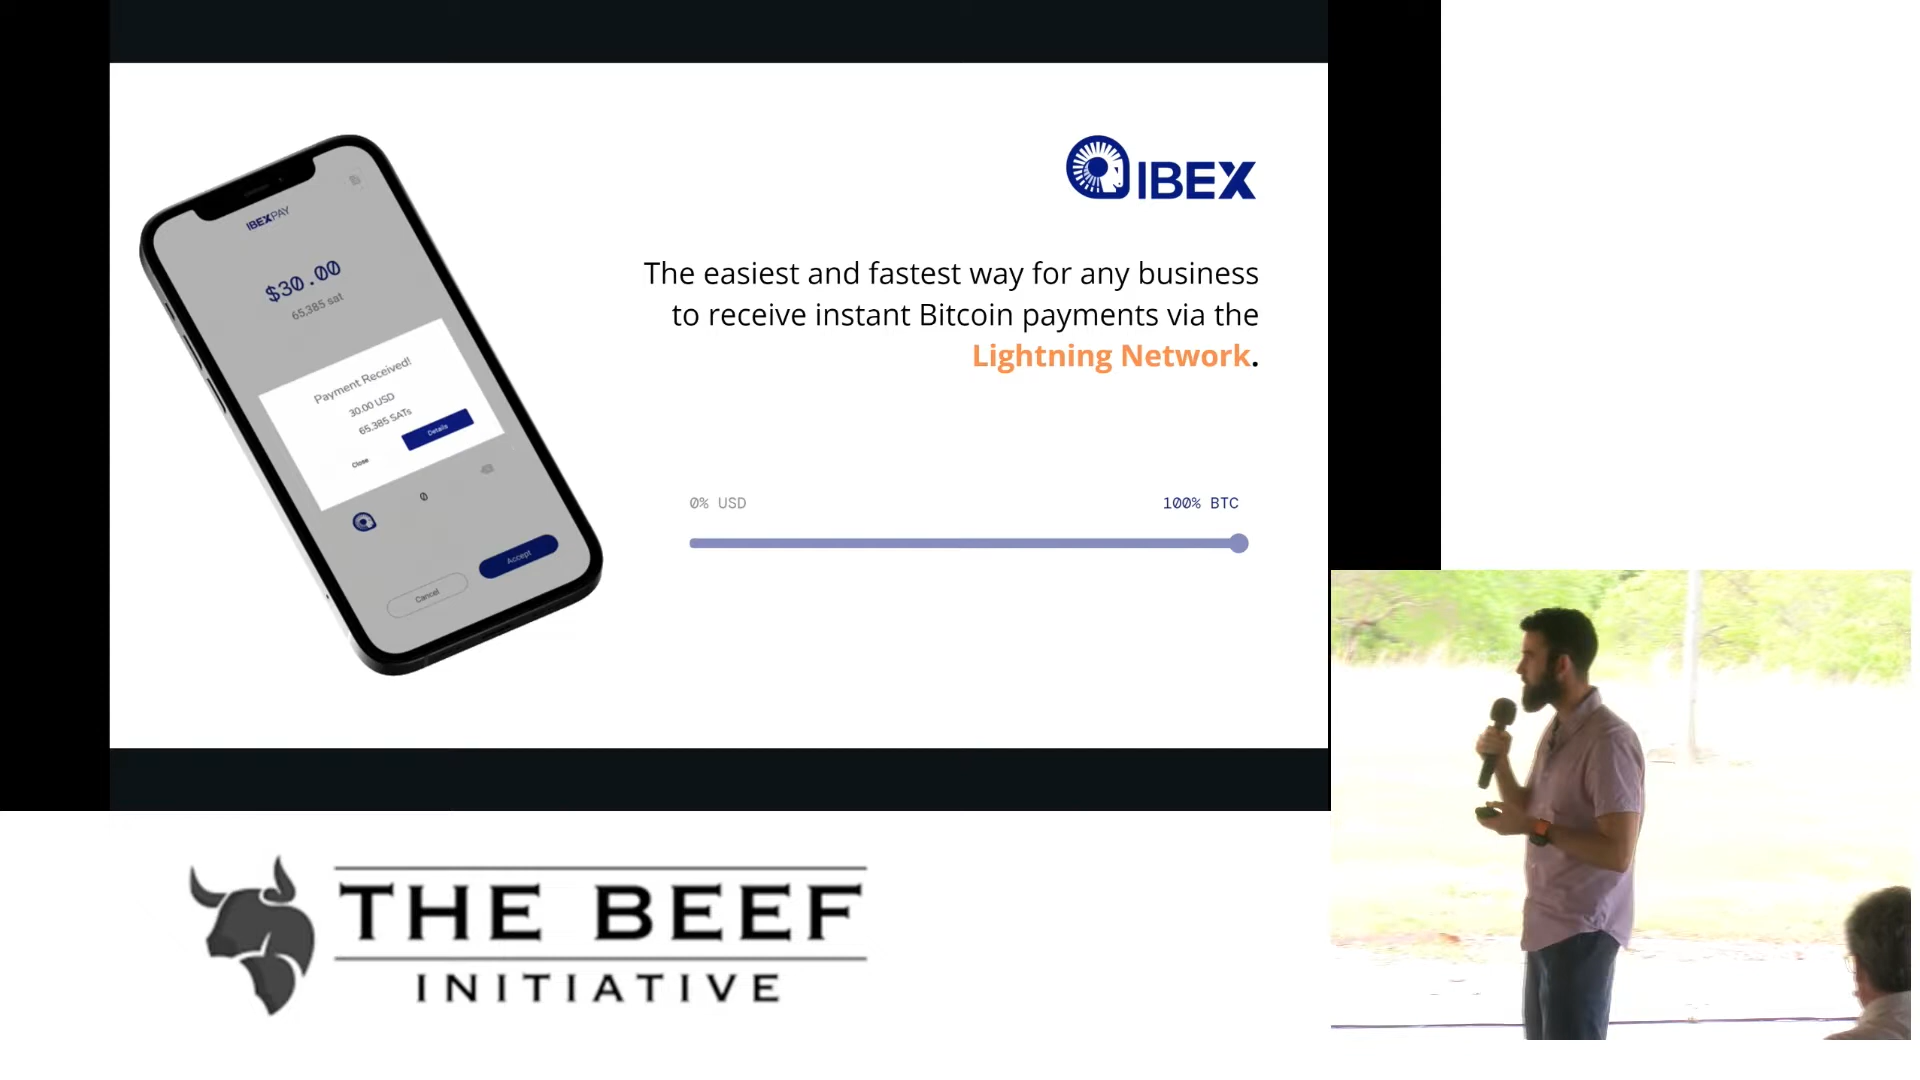 IBEXPAY
$30.00
65,385 sat
Payment Received!
30.00 USD
65,385 SATs
Details
Close
0
Accept
Cancel
IBEX
The easiest and fastest way for any business
to receive instant Bitcoin payments via the
Lightning Network.
0% USD
100% BTC
THE BEEF
INITIATIVE